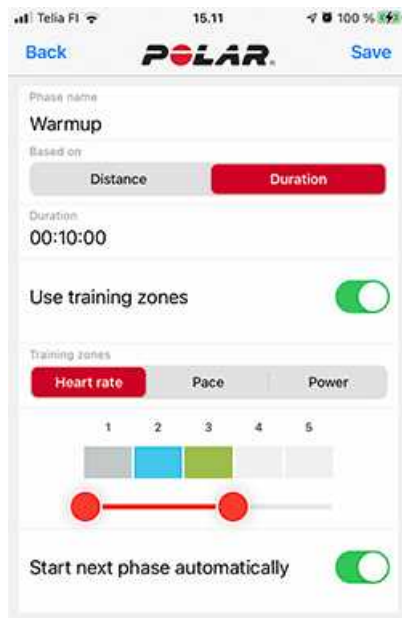 Telia FI 15.11 100 %
Back POLAR. Save
Phase name
Warmup
Based on
Distance Duration
Duration
00:10:00
Use training zones
Training zones
Heart rate Pace Power
1 2 3 4 5
Start next phase automatically